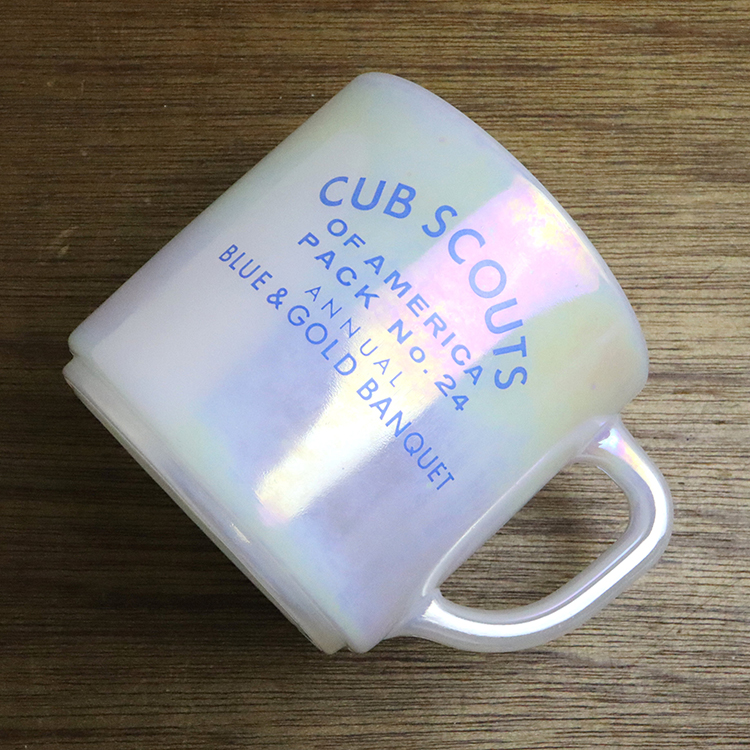 CUB SCOUTS
OF AMERICA
PACK No. 24
ANNUAL
BLUE & GOLD BANQUET